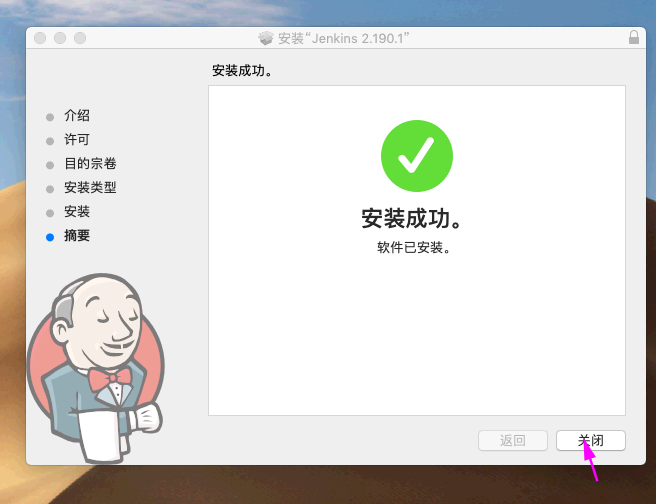 安装“Jenkins 2.190.1”
安装成功。
介绍
许可
目的宗卷
安装类型
安装
摘要
安装成功。
软件已安装。
返回
关闭